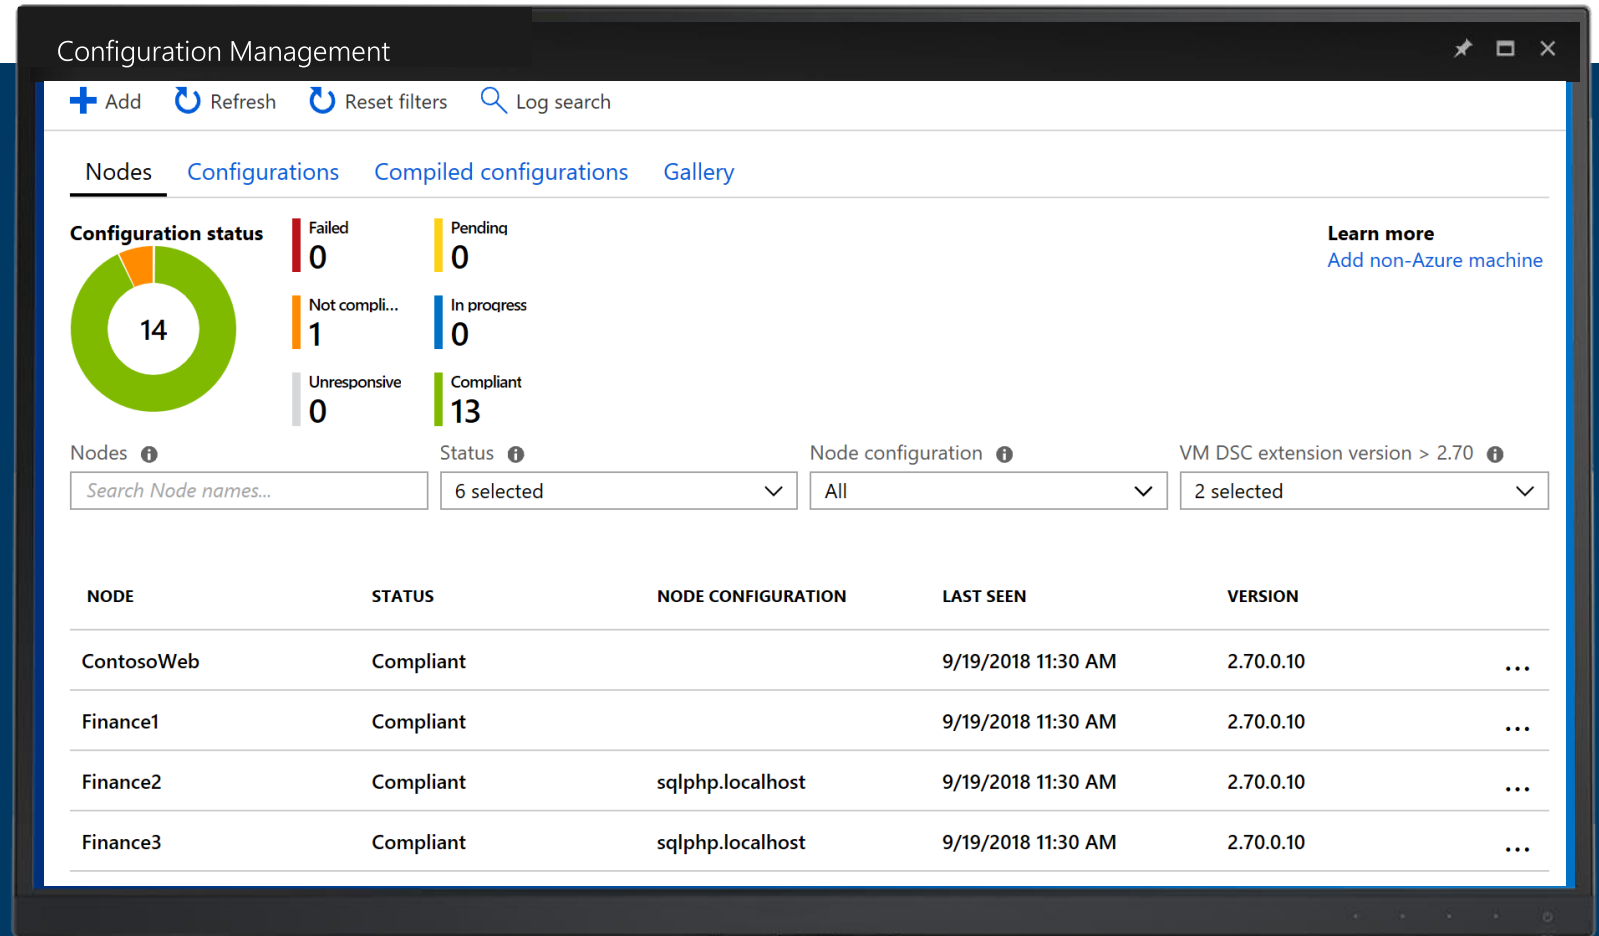 Configuration Management
Add Refresh Reset filters Log search
Nodes Configurations Compiled configurations Gallery
Configuration status
14
Failed
0
Pending
0
Not compli...
1
In progress
0
Unresponsive
0
Compliant
13
Learn more
Add non-Azure machine
Nodes Status Node configuration VM DSC extension version > 2.70
Search Node names... 6 selected All 2 selected
NODE STATUS NODE CONFIGURATION LAST SEEN VERSION
ContosoWeb Compliant 9/19/2018 11:30 AM 2.70.0.10 ...
Finance1 Compliant 9/19/2018 11:30 AM 2.70.0.10 ...
Finance2 Compliant sqlphp.localhost 9/19/2018 11:30 AM 2.70.0.10 ...
Finance3 Compliant sqlphp.localhost 9/19/2018 11:30 AM 2.70.0.10 ...